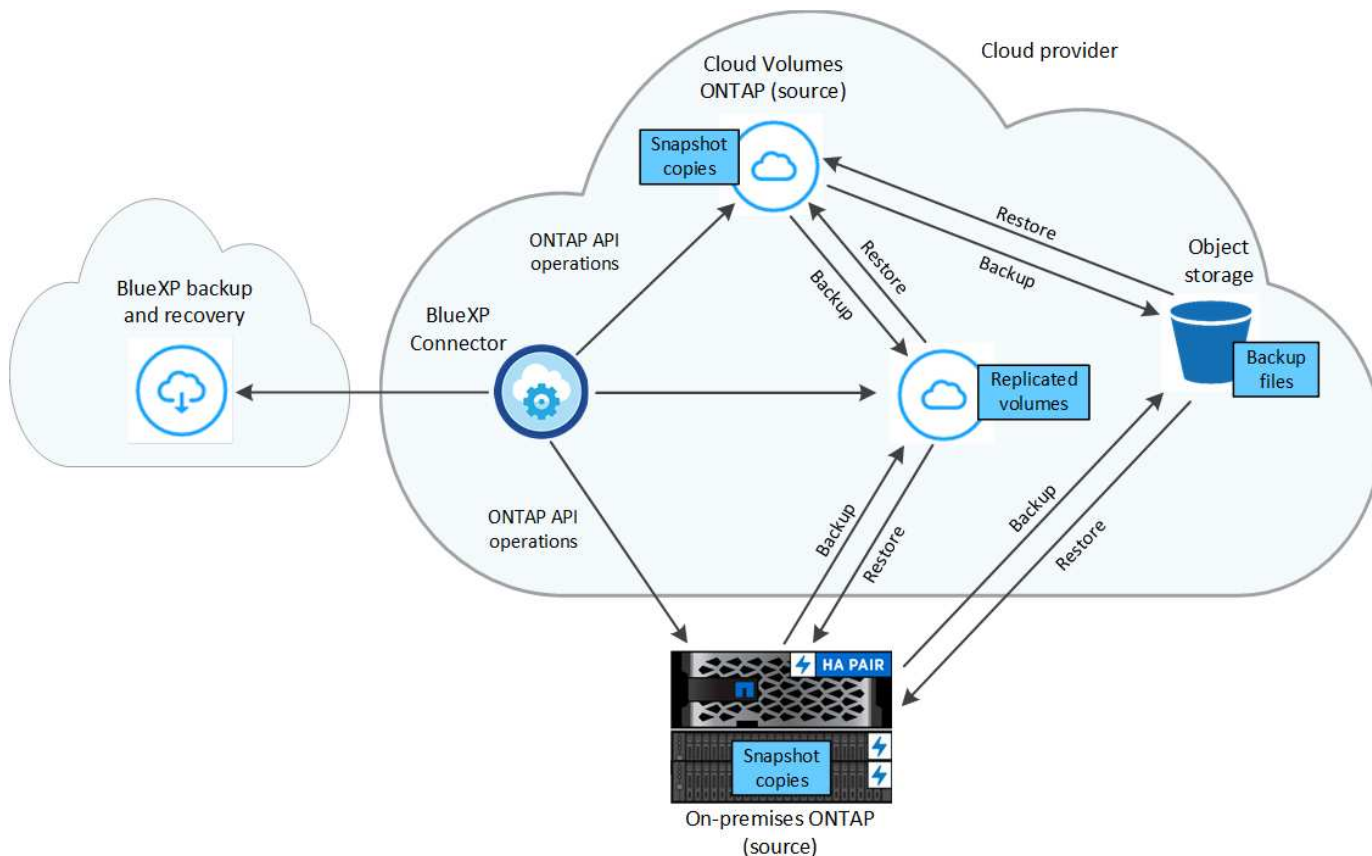 Cloud provider
Cloud Volumes
ONTAP (source)
Snapshot
copies
Restore
Backup
ONTAP API
operations
Restore
Backup
Object
storage
BlueXP backup
and recovery
BlueXP
Connector
Backup
files
Replicated
volumes
ONTAP API
operations
Backup
Restore
Backup
Restore
HA PAIR
Snapshot
copies
On-premises ONTAP
(source)